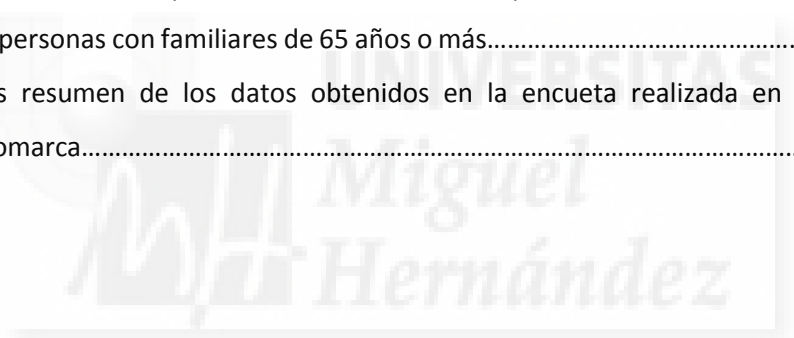 personas con familiares de 65 años o más......................................................
s resumen de los datos obtenidos en la encueta realizada en
omarca.........................................................................................................................
UNIVERSITAS
Miguel
Hernández